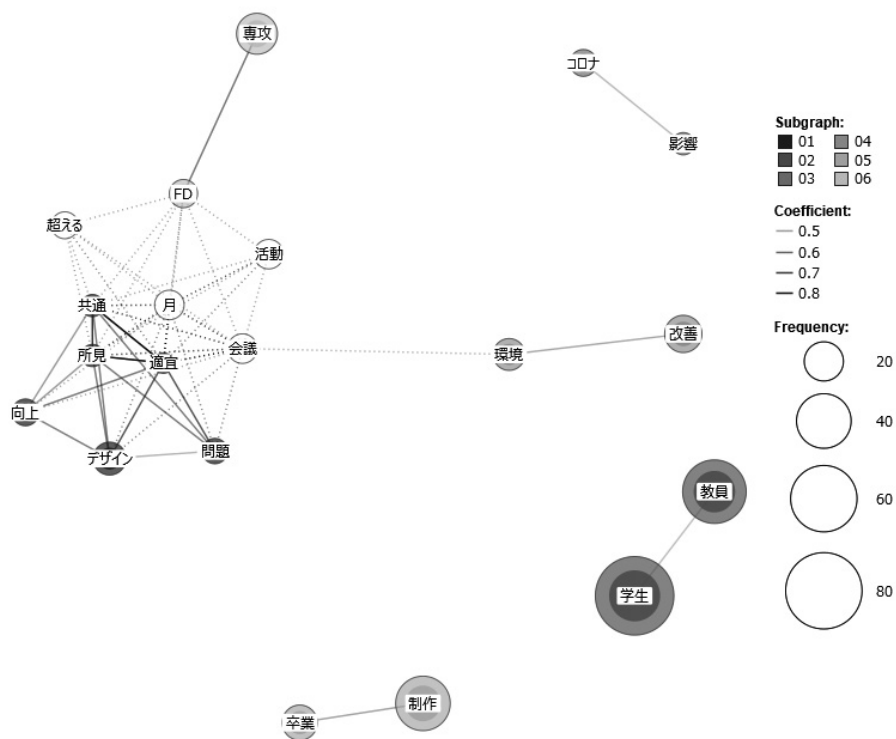 専攻
コロナ
影響
Subgraph:
01 04
02 05
03 06
FD
超える
活動
Coefficient:
0.5
0.6
0.7
0.8
共通
月
会議
所見
適宜
環境
改善
Frequency:
20
40
60
80
向上
デザイン
問題
教員
学生
制作
卒業